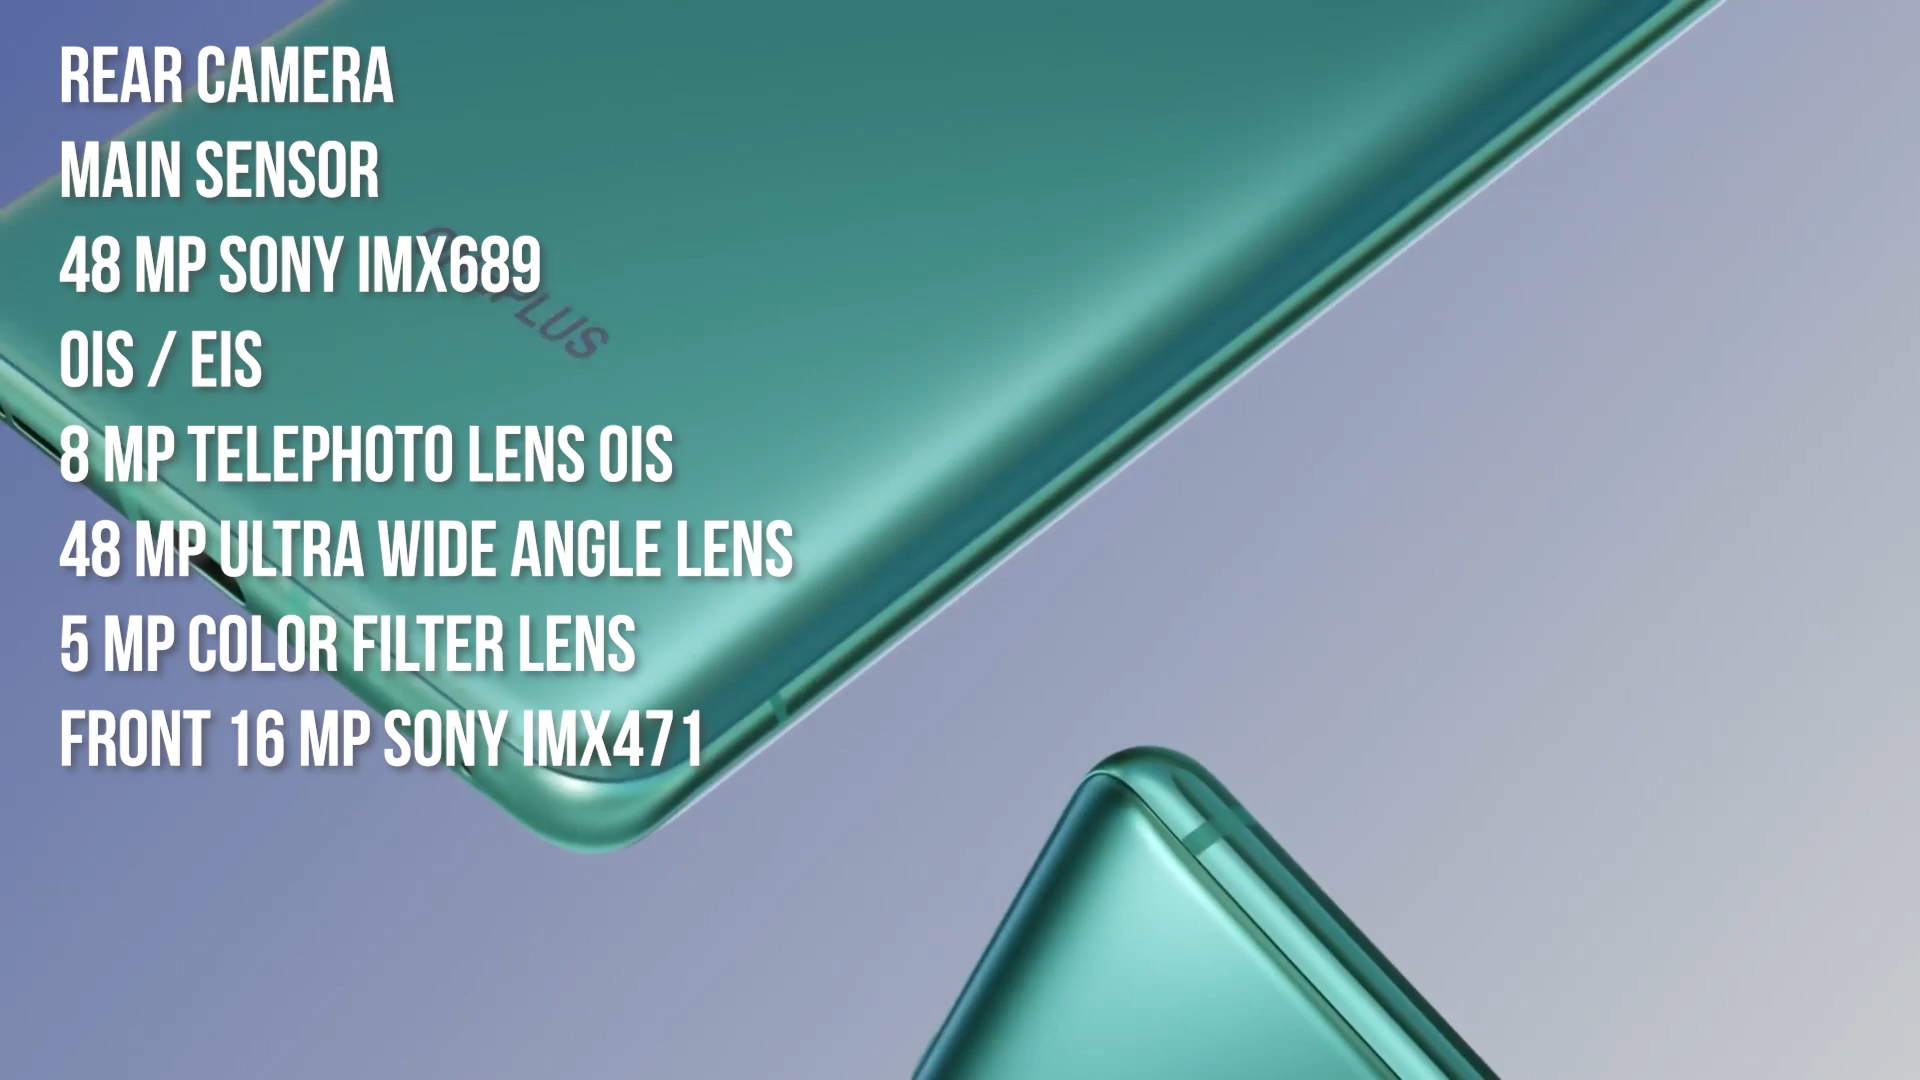 REAR CAMERA
MAIN SENSOR
48 MP SONY IMX689
OIS / EIS
8 MP TELEPHOTO LENS OIS
48 MP ULTRA WIDE ANGLE LENS
5 MP COLOR FILTER LENS
FRONT 16 MP SONY IMX471
ONEPLUS